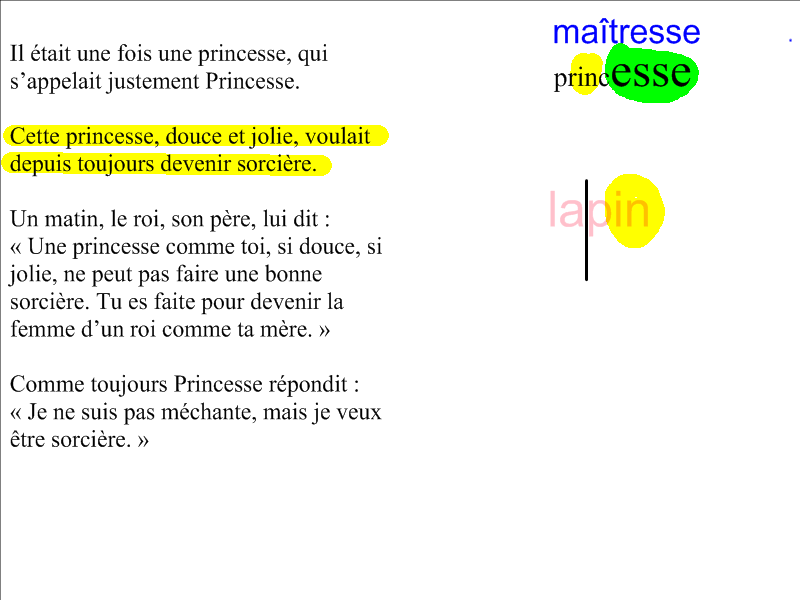 Il était une fois une princesse, qui
s’appelait justement Princesse.
Cette princesse, douce et jolie, voulait
depuis toujours devenir sorcière.
Un matin, le roi, son père, lui dit :
« Une princesse comme toi, si douce, si
jolie, ne peut pas faire une bonne
sorcière. Tu es faite pour devenir la
femme d’un roi comme ta mère. »
Comme toujours Princesse répondit :
« Je ne suis pas méchante, mais je veux
être sorcière. »
maîtresse
princesse
lapin